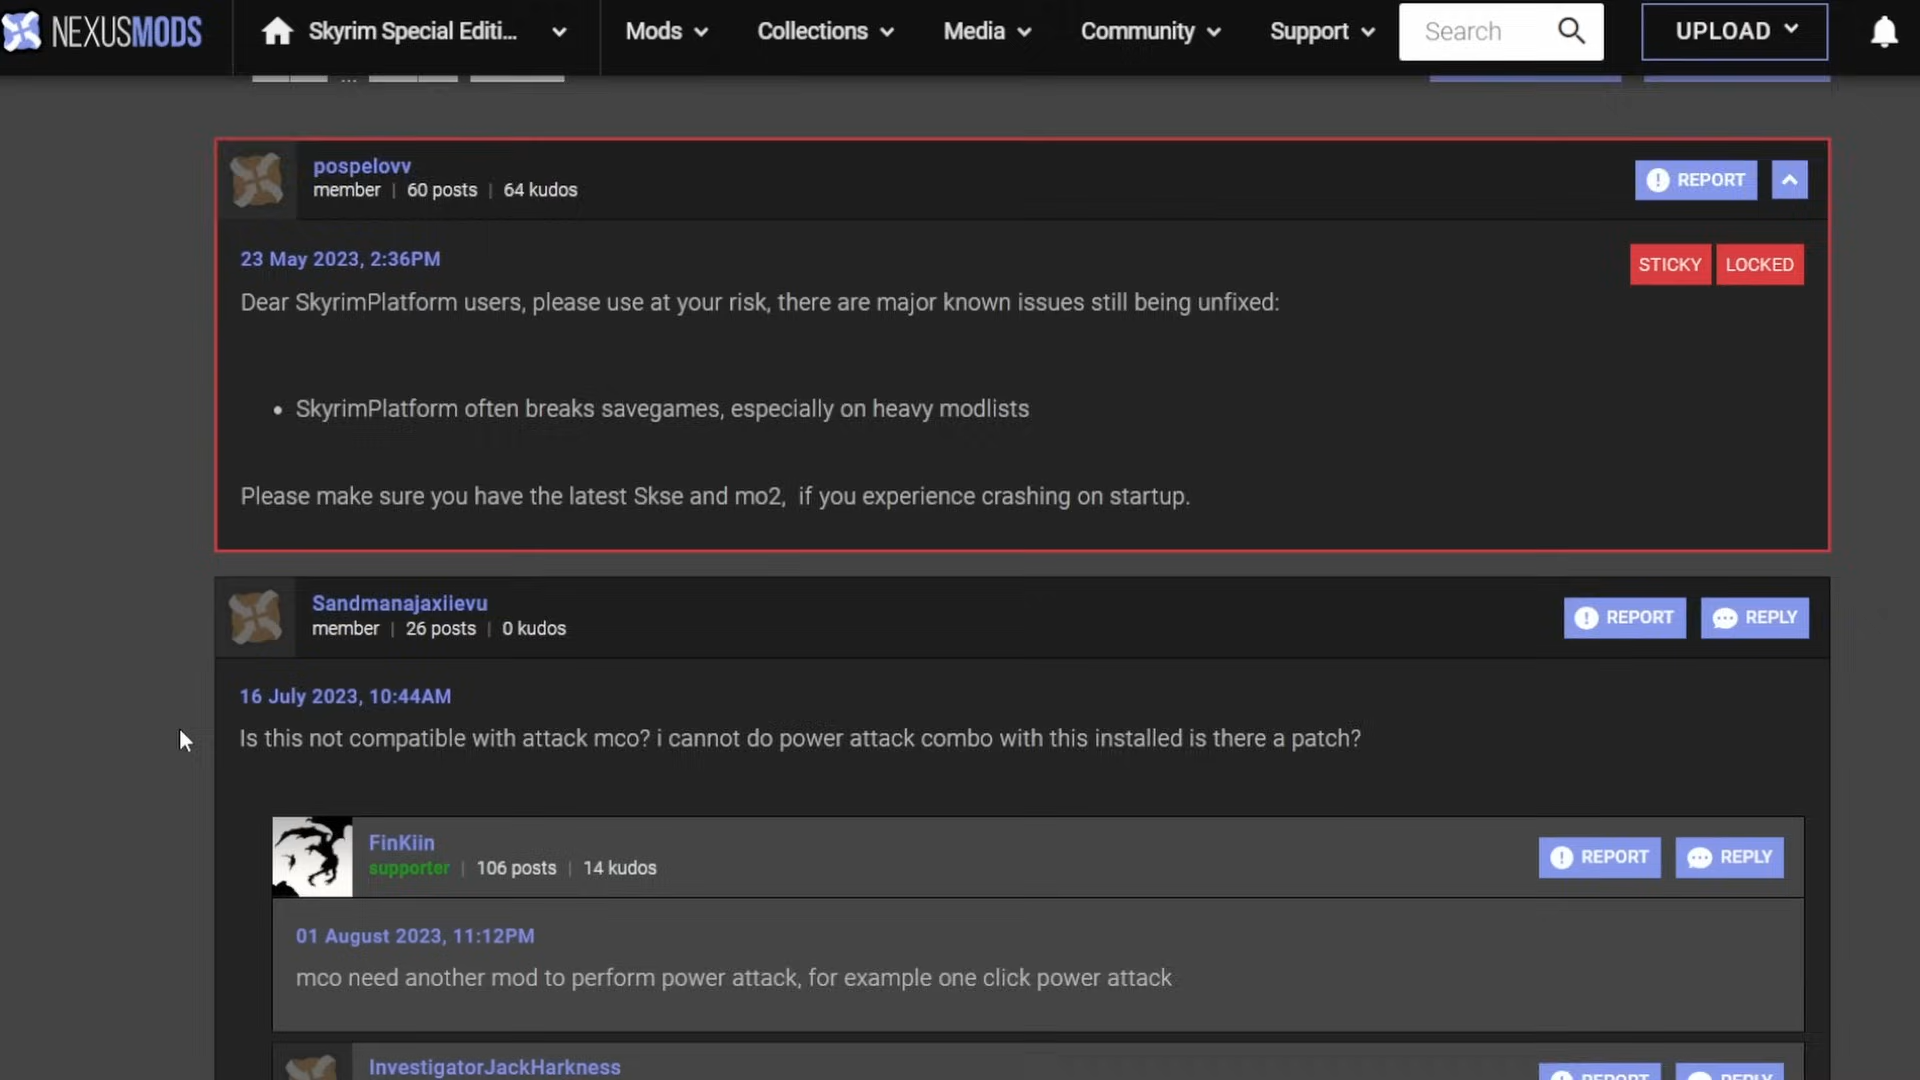 NEXUSMODS
Skyrim Special Editi...
Mods
Collections
Media
Community
Support
Search
UPLOAD
...
pospelovv
member | 60 posts | 64 kudos
REPORT
23 May 2023, 2:36PM
STICKY LOCKED
Dear SkyrimPlatform users, please use at your risk, there are major known issues still being unfixed:
• SkyrimPlatform often breaks savegames, especially on heavy modlists
Please make sure you have the latest Skse and mo2,  if you experience crashing on startup.
Sandmanajaxiievu
member | 26 posts | 0 kudos
REPORT
REPLY
16 July 2023, 10:44AM
Is this not compatible with attack mco? i cannot do power attack combo with this installed is there a patch?
FinKiin
supporter | 106 posts | 14 kudos
REPORT
REPLY
01 August 2023, 11:12PM
mco need another mod to perform power attack, for example one click power attack
InvestigatorJackHarkness
REPORT
REPLY